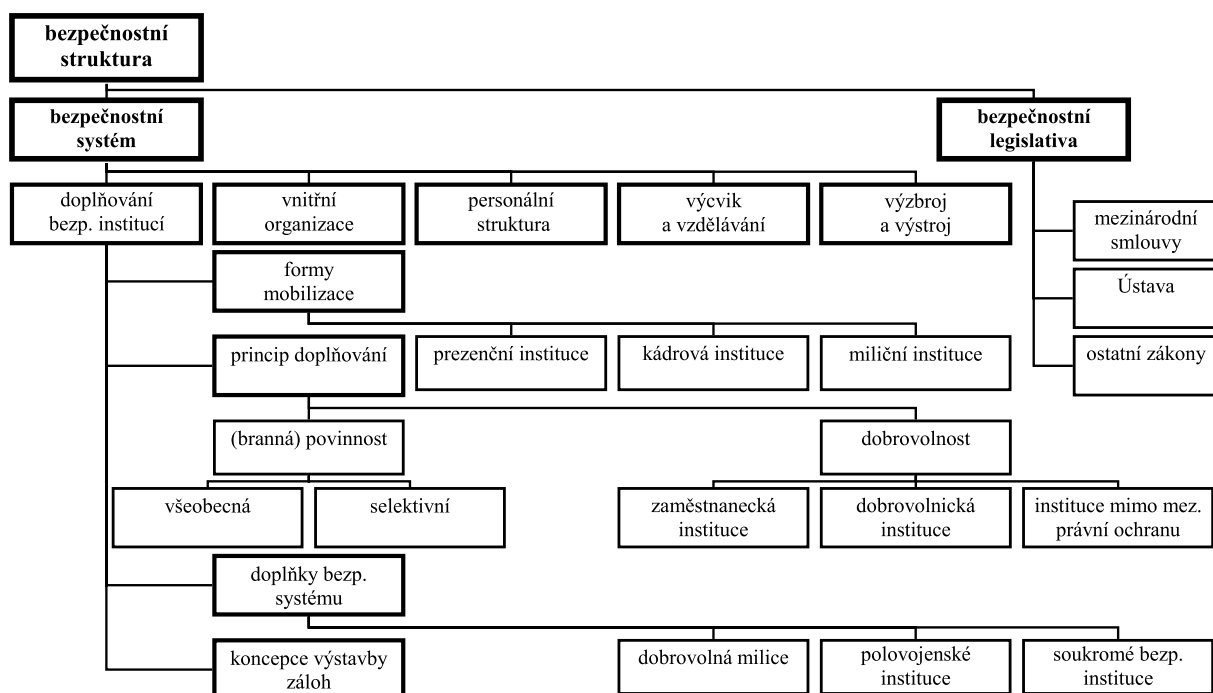 bezpečnostní
struktura
bezpečnostní
systém
bezpečnostní
legislativa
doplňování
bezp. institucí
vnitřní
organizace
personální
struktura
výcvik
a vzdělávání
výzbroj
a výstroj
mezinárodní
smlouvy
formy
mobilizace
Ústava
princip doplňování
prezenční instituce
kádrová instituce
miliční instituce
ostatní zákony
(branná) povinnost
dobrovolnost
všeobecná
selektivní
zaměstnanecká
instituce
dobrovolnická
instituce
instituce mimo mez.
právní ochranu
doplňky bezp.
systému
koncepce výstavby
záloh
dobrovolná milice
polovojenské
instituce
soukromé bezp.
instituce